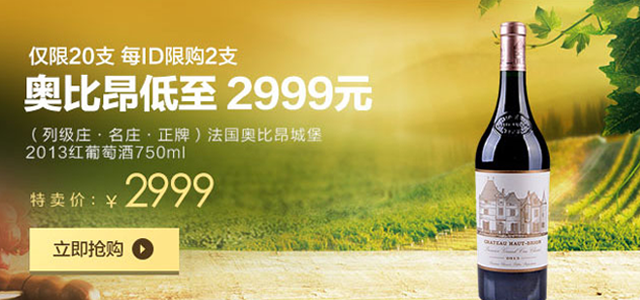 仅限20支 每ID限购2支
奥比昂低至 2999元
（列级庄·名庄·正牌）法国奥比昂城堡
2013红葡萄酒750ml
特卖价：￥2999
立即抢购
CHATEAU HAUT-BRION